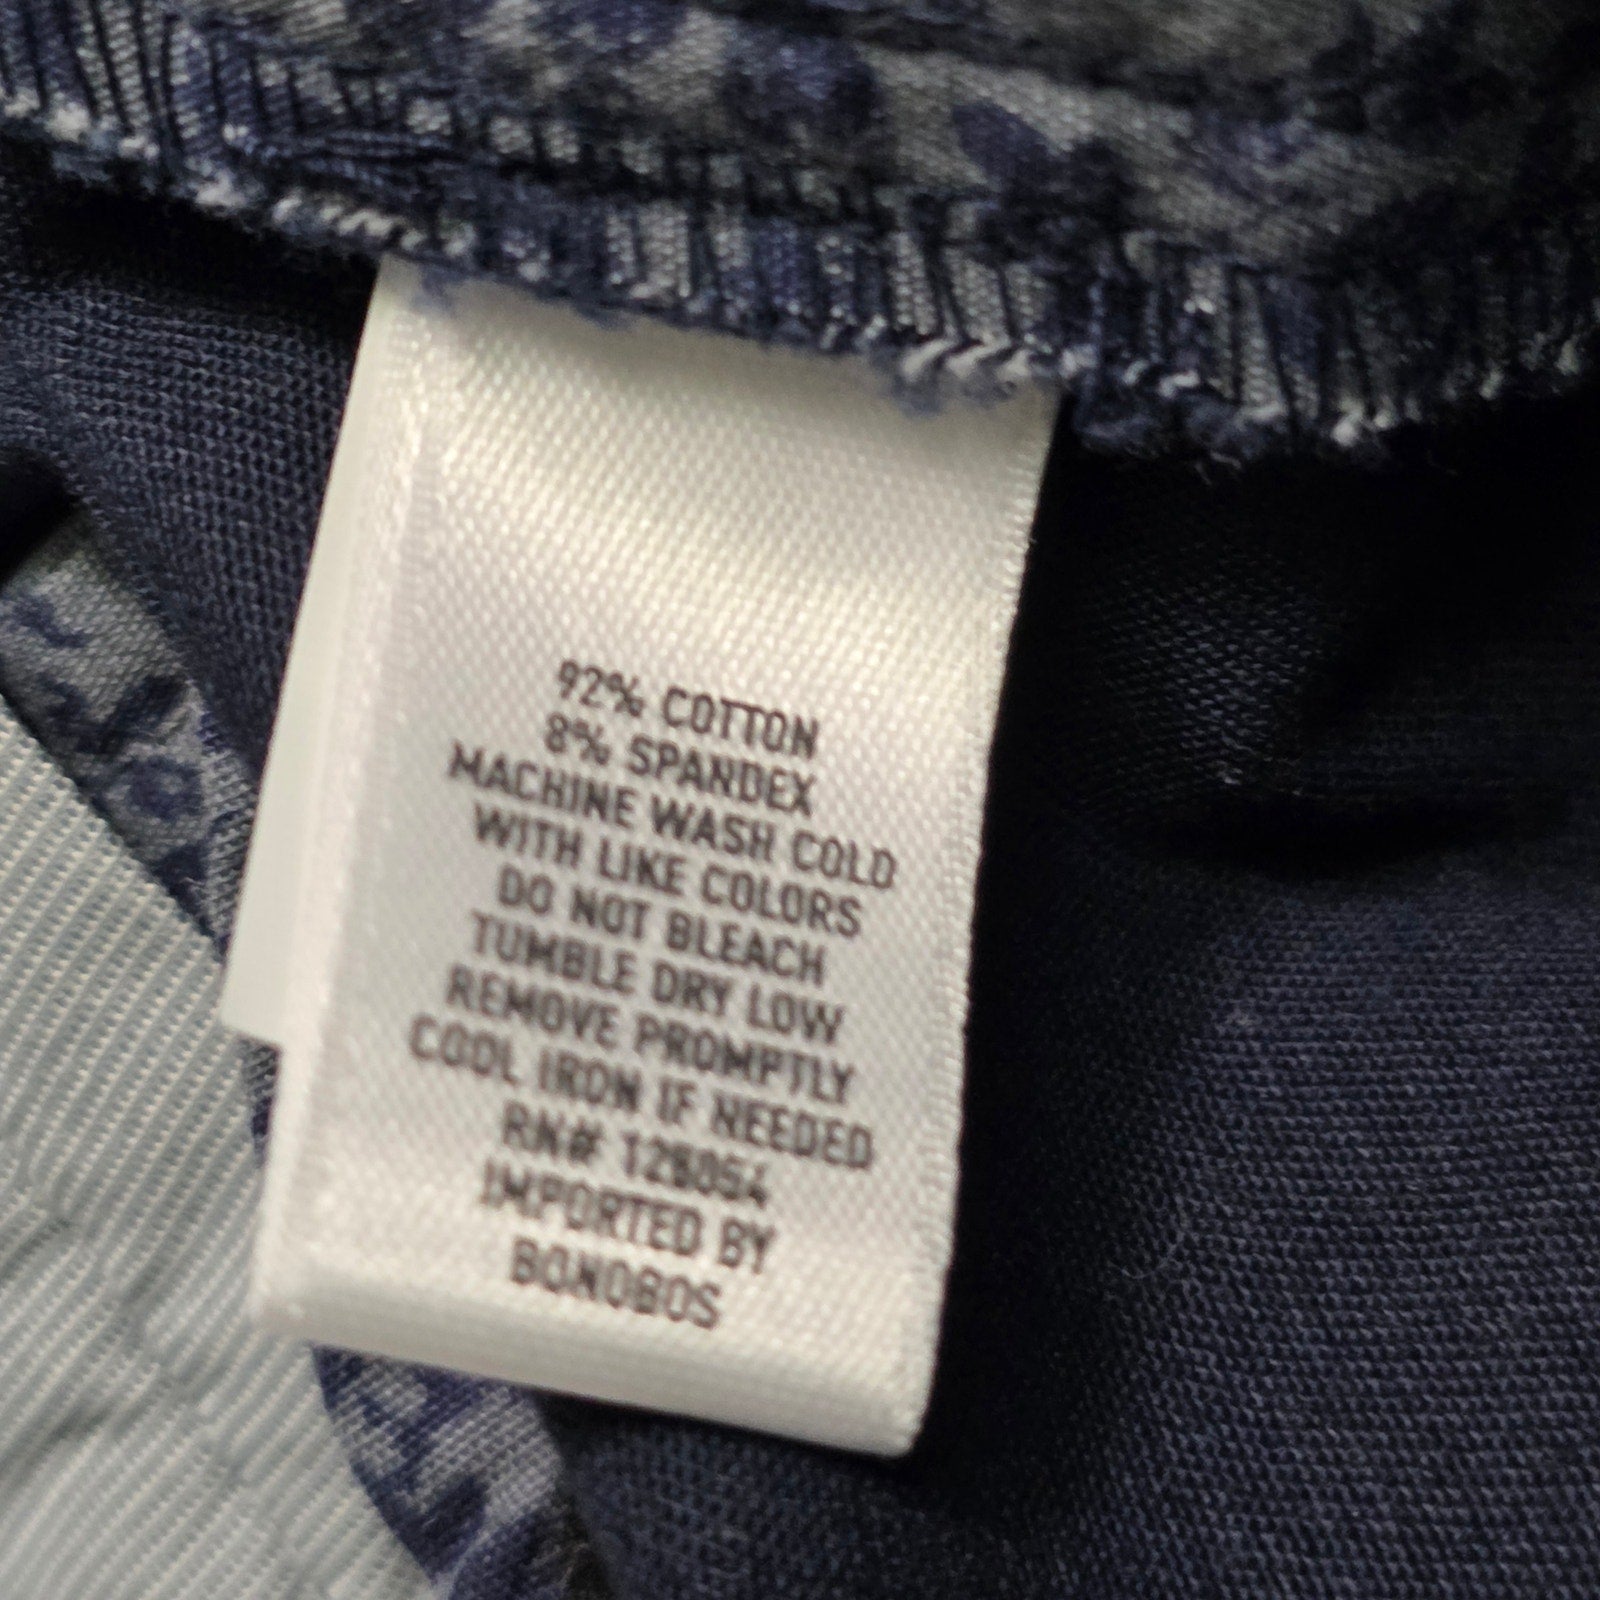 92% COTTON
8% SPANDEX
MACHINE WASH COLD
WITH LIKE COLORS
DO NOT BLEACH
TUMBLE DRY LOW
REMOVE PROMPTLY
COOL IRON IF NEEDED
RN# 125054
IMPORTED BY
BONOBOS